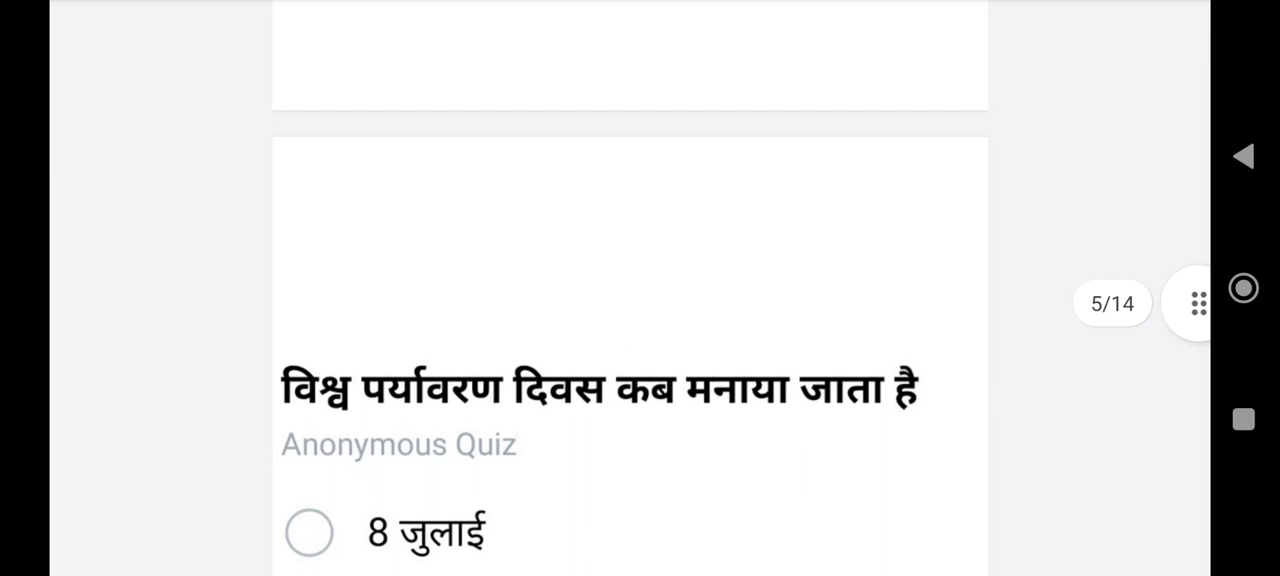 5/14
विश्व पर्यावरण दिवस कब मनाया जाता है
Anonymous Quiz
8 जुलाई